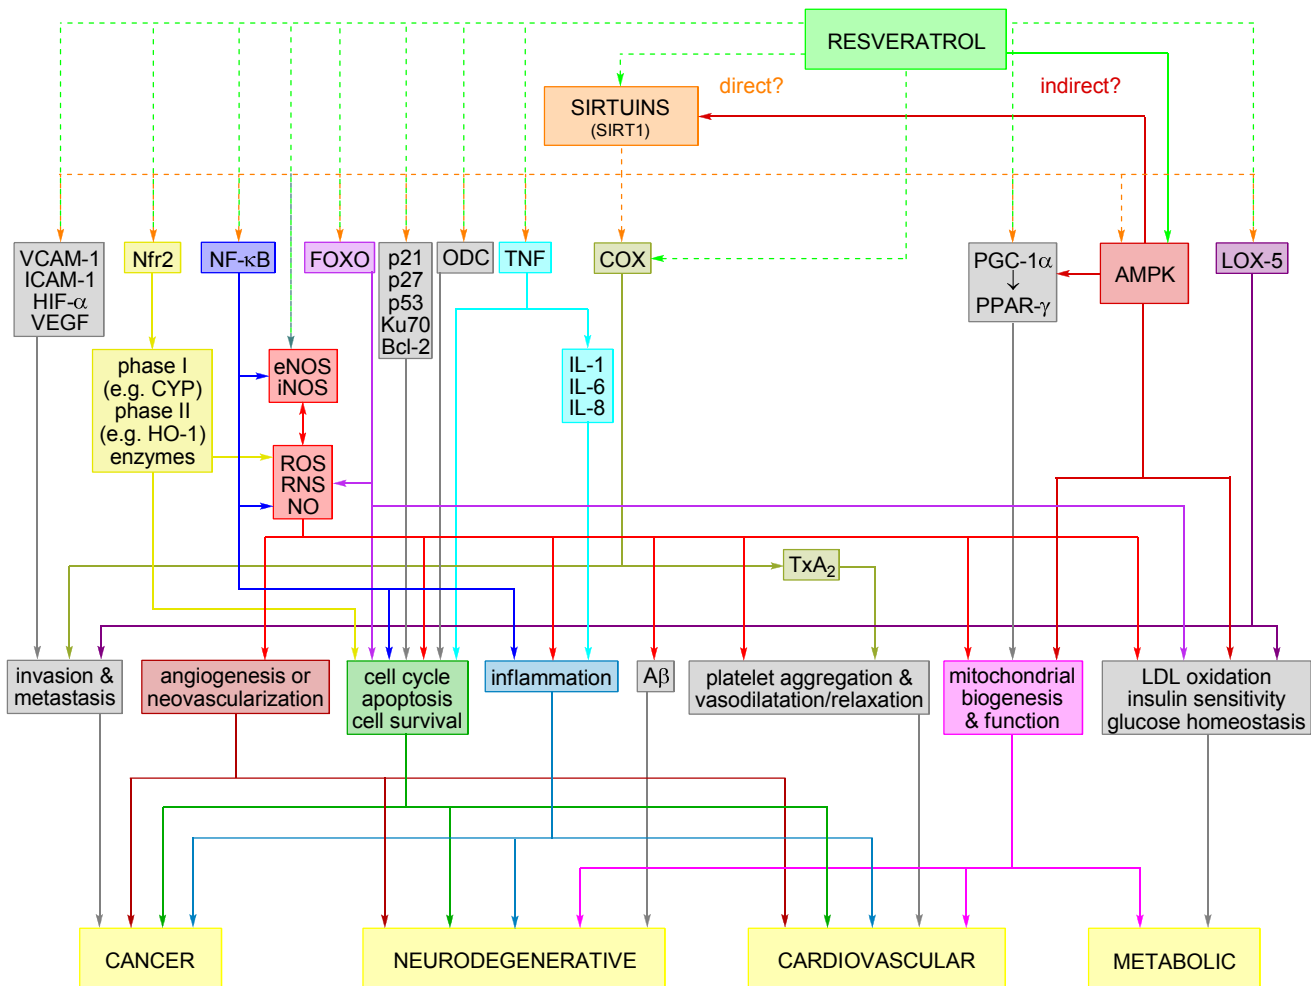 RESVERATROL
direct?
indirect?
SIRTUINS
(SIRT1)
VCAM-1
ICAM-1
HIF-α
VEGF
Nfr2
NF-κB
FOXO
p21
p27
p53
Ku70
Bcl-2
ODC
TNF
COX
PGC-1α
↓
PPAR-γ
AMPK
LOX-5
phase I
(e.g. CYP)
phase II
(e.g. HO-1)
enzymes
eNOS
iNOS
IL-1
IL-6
IL-8
ROS
RNS
NO
TxA₂
invasion &
metastasis
angiogenesis or
neovascularization
cell cycle
apoptosis
cell survival
inflammation
Aβ
platelet aggregation &
vasodilatation/relaxation
mitochondrial
biogenesis
& function
LDL oxidation
insulin sensitivity
glucose homeostasis
CANCER
NEURODEGENERATIVE
CARDIOVASCULAR
METABOLIC